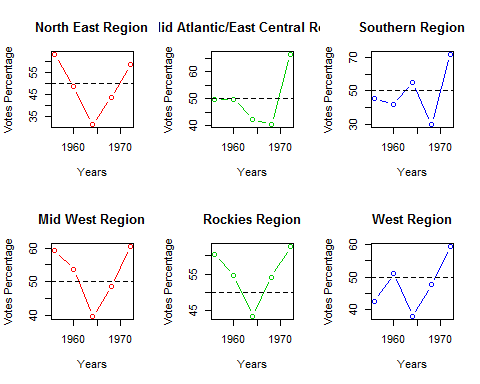 North East Region
id Atlantic/East Central Re
Southern Region
Votes Percentage
35
45
55
1960
1970
Years
Votes Percentage
40
50
60
1960
1970
Years
Votes Percentage
30
50
70
1960
1970
Years
Mid West Region
Rockies Region
West Region
Votes Percentage
40
50
60
1960
1970
Years
Votes Percentage
45
55
1960
1970
Years
Votes Percentage
40
50
60
1960
1970
Years